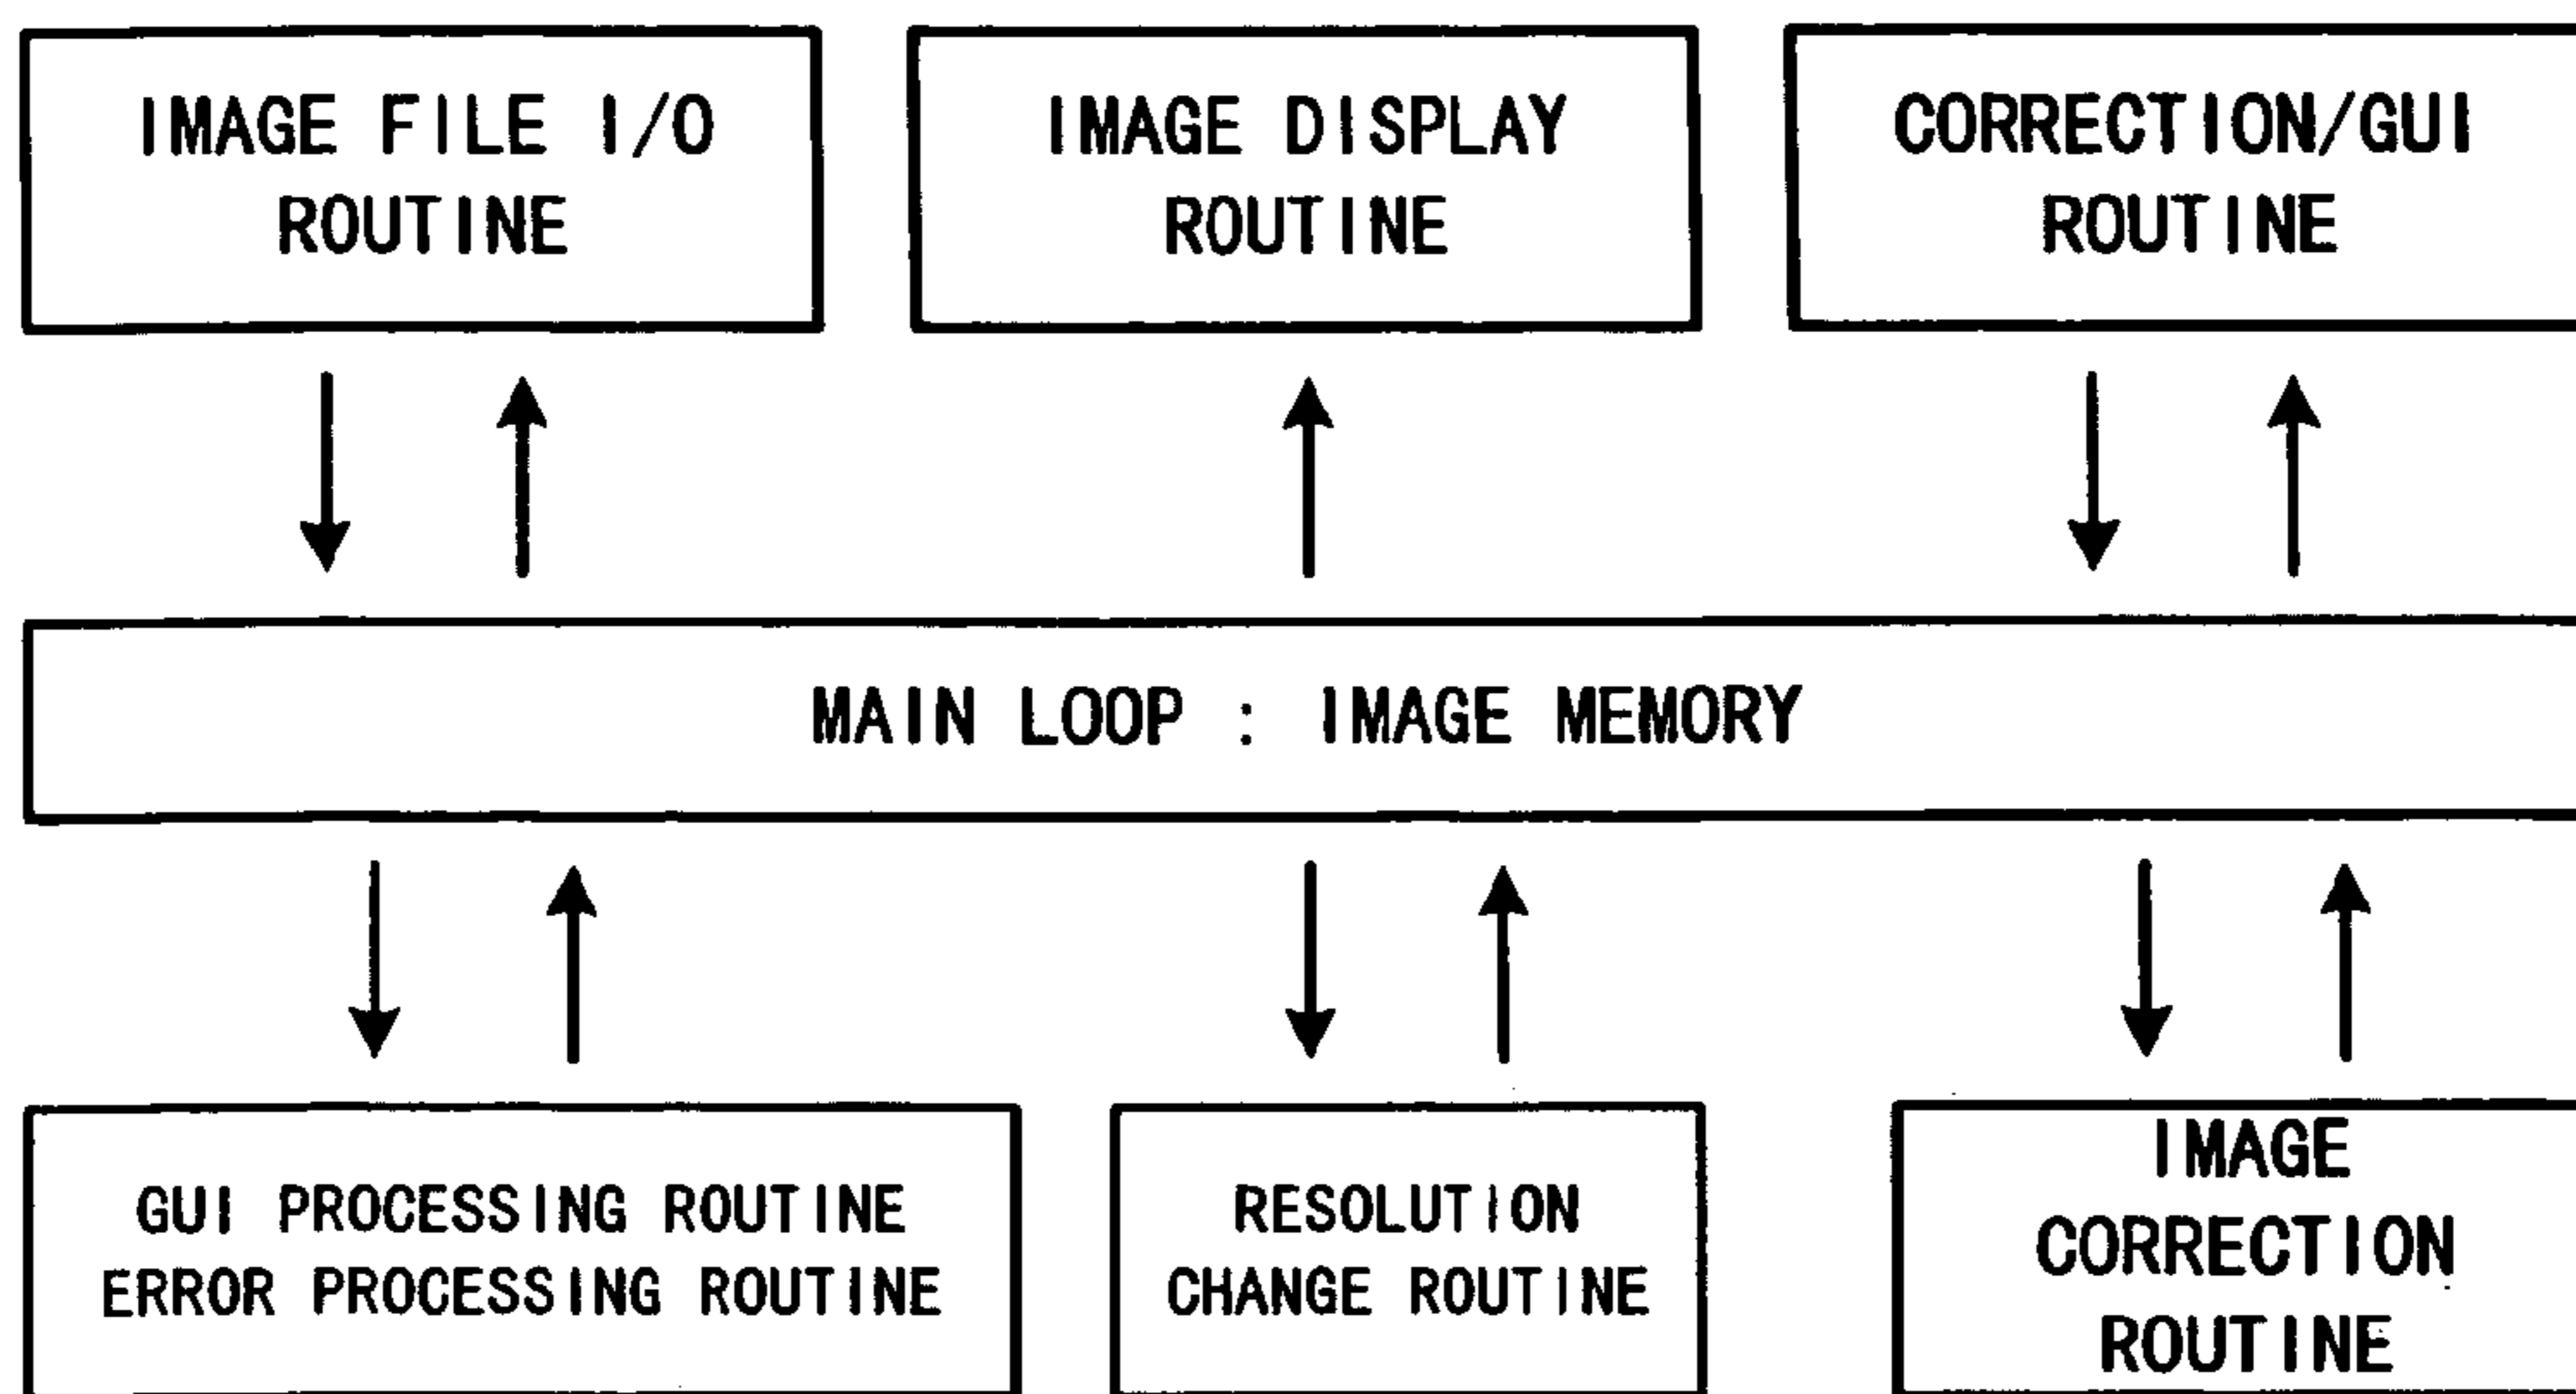 IMAGE FILE I/O
ROUTINE
IMAGE DISPLAY
ROUTINE
CORRECTION/GUI
ROUTINE
MAIN LOOP : IMAGE MEMORY
GUI PROCESSING ROUTINE
ERROR PROCESSING ROUTINE
RESOLUTION
CHANGE ROUTINE
IMAGE
CORRECTION
ROUTINE